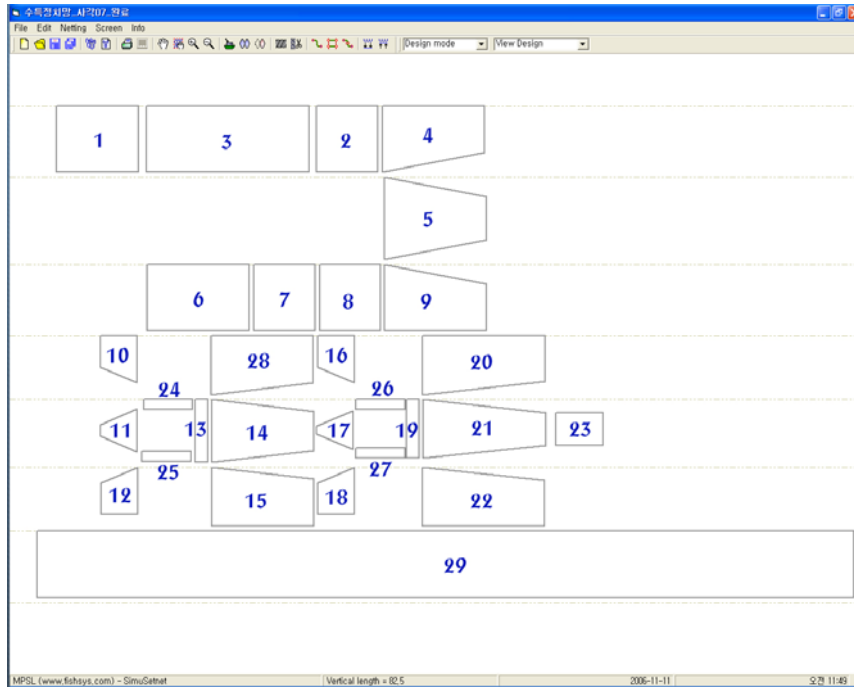 수득정치망..사각07..완료
File Edit Netting Screen Info
Design mode View Design
1 3 2 4
5
6 7 8 9
10 28 16 20
24 26
11 13 14 17 19 21 23
25 27
12 15 18 22
29
MPSL (www.fishsys.com) - SimuSetnet Vertical length = 82,5 2006-11-11 오전 11:49